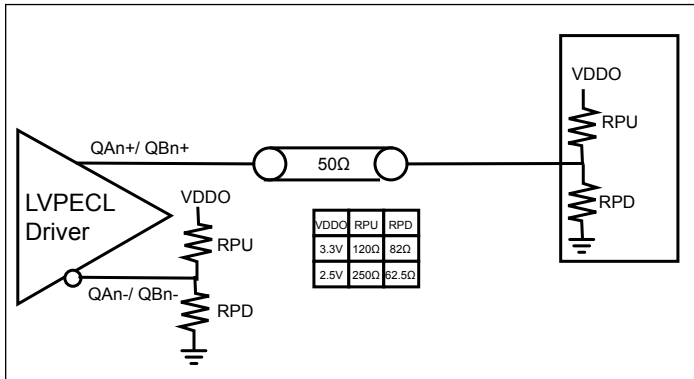 VDDO
RPU
RPD
QAn+/ QBn+
50Ω
LVPECL
Driver
VDDO
RPU
QAn-/ QBn-
RPD
VDDO RPU RPD
3.3V 120Ω 82Ω
2.5V 250Ω 62.5Ω